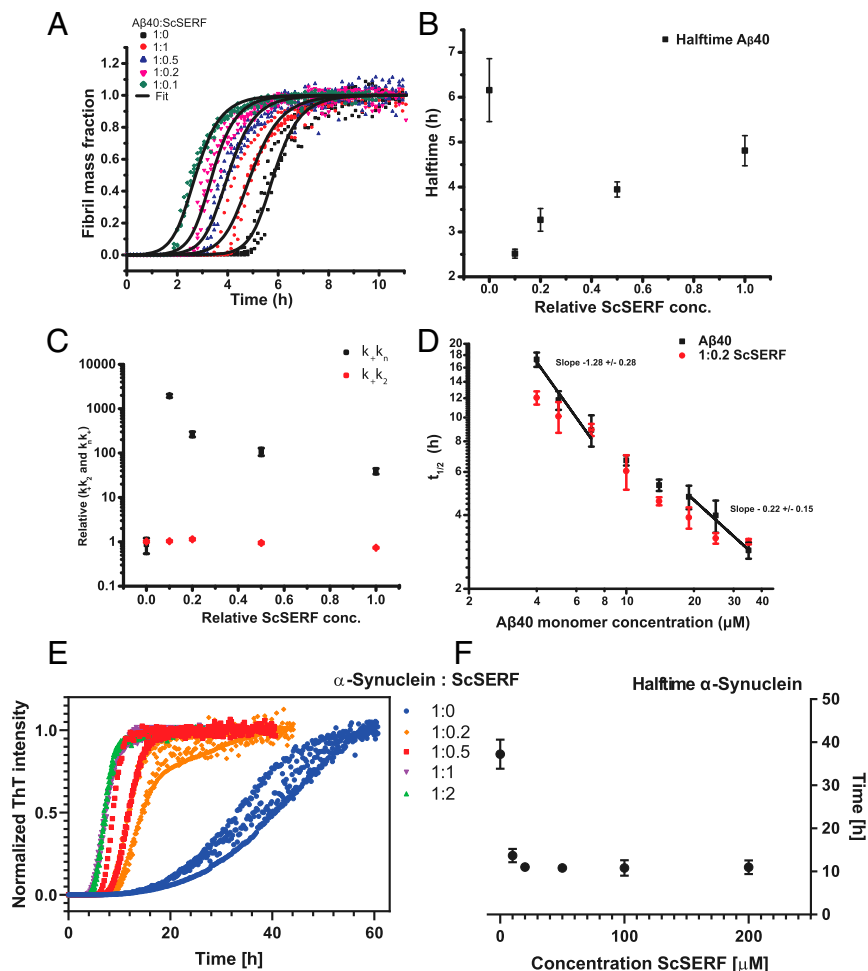 A
Aβ40:ScSERF
1:0
1:1
1:0.5
1:0.2
1:0.1
Fit
1.2
1.0
0.8
0.6
0.4
0.2
0.0
Fibril mass fraction
0 2 4 6 8 10
Time (h)
B
Halftime Aβ40
7
6
5
4
3
2
Halftime (h)
0.0 0.2 0.4 0.6 0.8 1.0
Relative ScSERF conc.
C
k₊kₙ
k₊k₂
10000
1000
100
10
1
0.1
Relative (k₊k₂ and k₊kₙ)
0.0 0.2 0.4 0.6 0.8 1.0
Relative ScSERF conc.
D
Aβ40
1:0.2 ScSERF
Slope -1.28 +/- 0.28
Slope - 0.22 +/- 0.15
20
18
16
14
12
10
8
6
4
2
t1/2 (h)
2 4 6 8 10 20 40
Aβ40 monomer concentration (µM)
E
α-Synuclein : ScSERF
1:0
1:0.2
1:0.5
1:1
1:2
1.0
0.5
0.0
Normalized ThT intensity
0 20 40 60
Time [h]
F
Halftime α-Synuclein
50
40
30
20
10
0
Time [h]
0 100 200
Concentration ScSERF [µM]